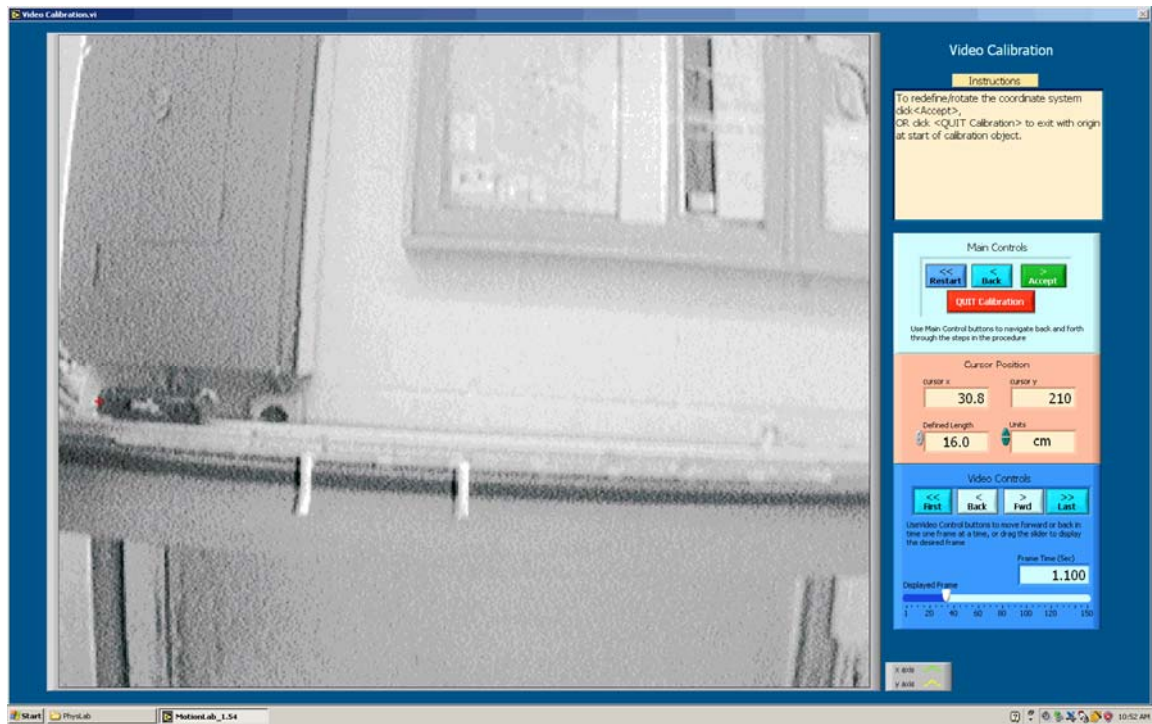 Video Calibration.vi
Video Calibration
Instructions
To redefine/rotate the coordinate system
click<Accept>,
OR click <QUIT Calibration> to exit with origin
at start of calibration object.
Main Controls
<<
Restart
<
Back
>
Accept
QUIT Calibration
Use Main Control buttons to navigate back and forth
through the steps in the procedure
Cursor Position
cursor x
cursor y
30.8
210
Defined Length
Units
16.0
cm
Video Controls
<<
First
<
Back
>
Fwd
>>
Last
UseVideo Control buttons to move forward or back in
time one frame at a time, or drag the slider to display
the desired frame
Frame Time (Sec)
1.100
Displayed Frame
1 20 40 60 80 100 120 150
x axis
y axis
Start
PhysLab
MotionLab_1.54
10:52 AM